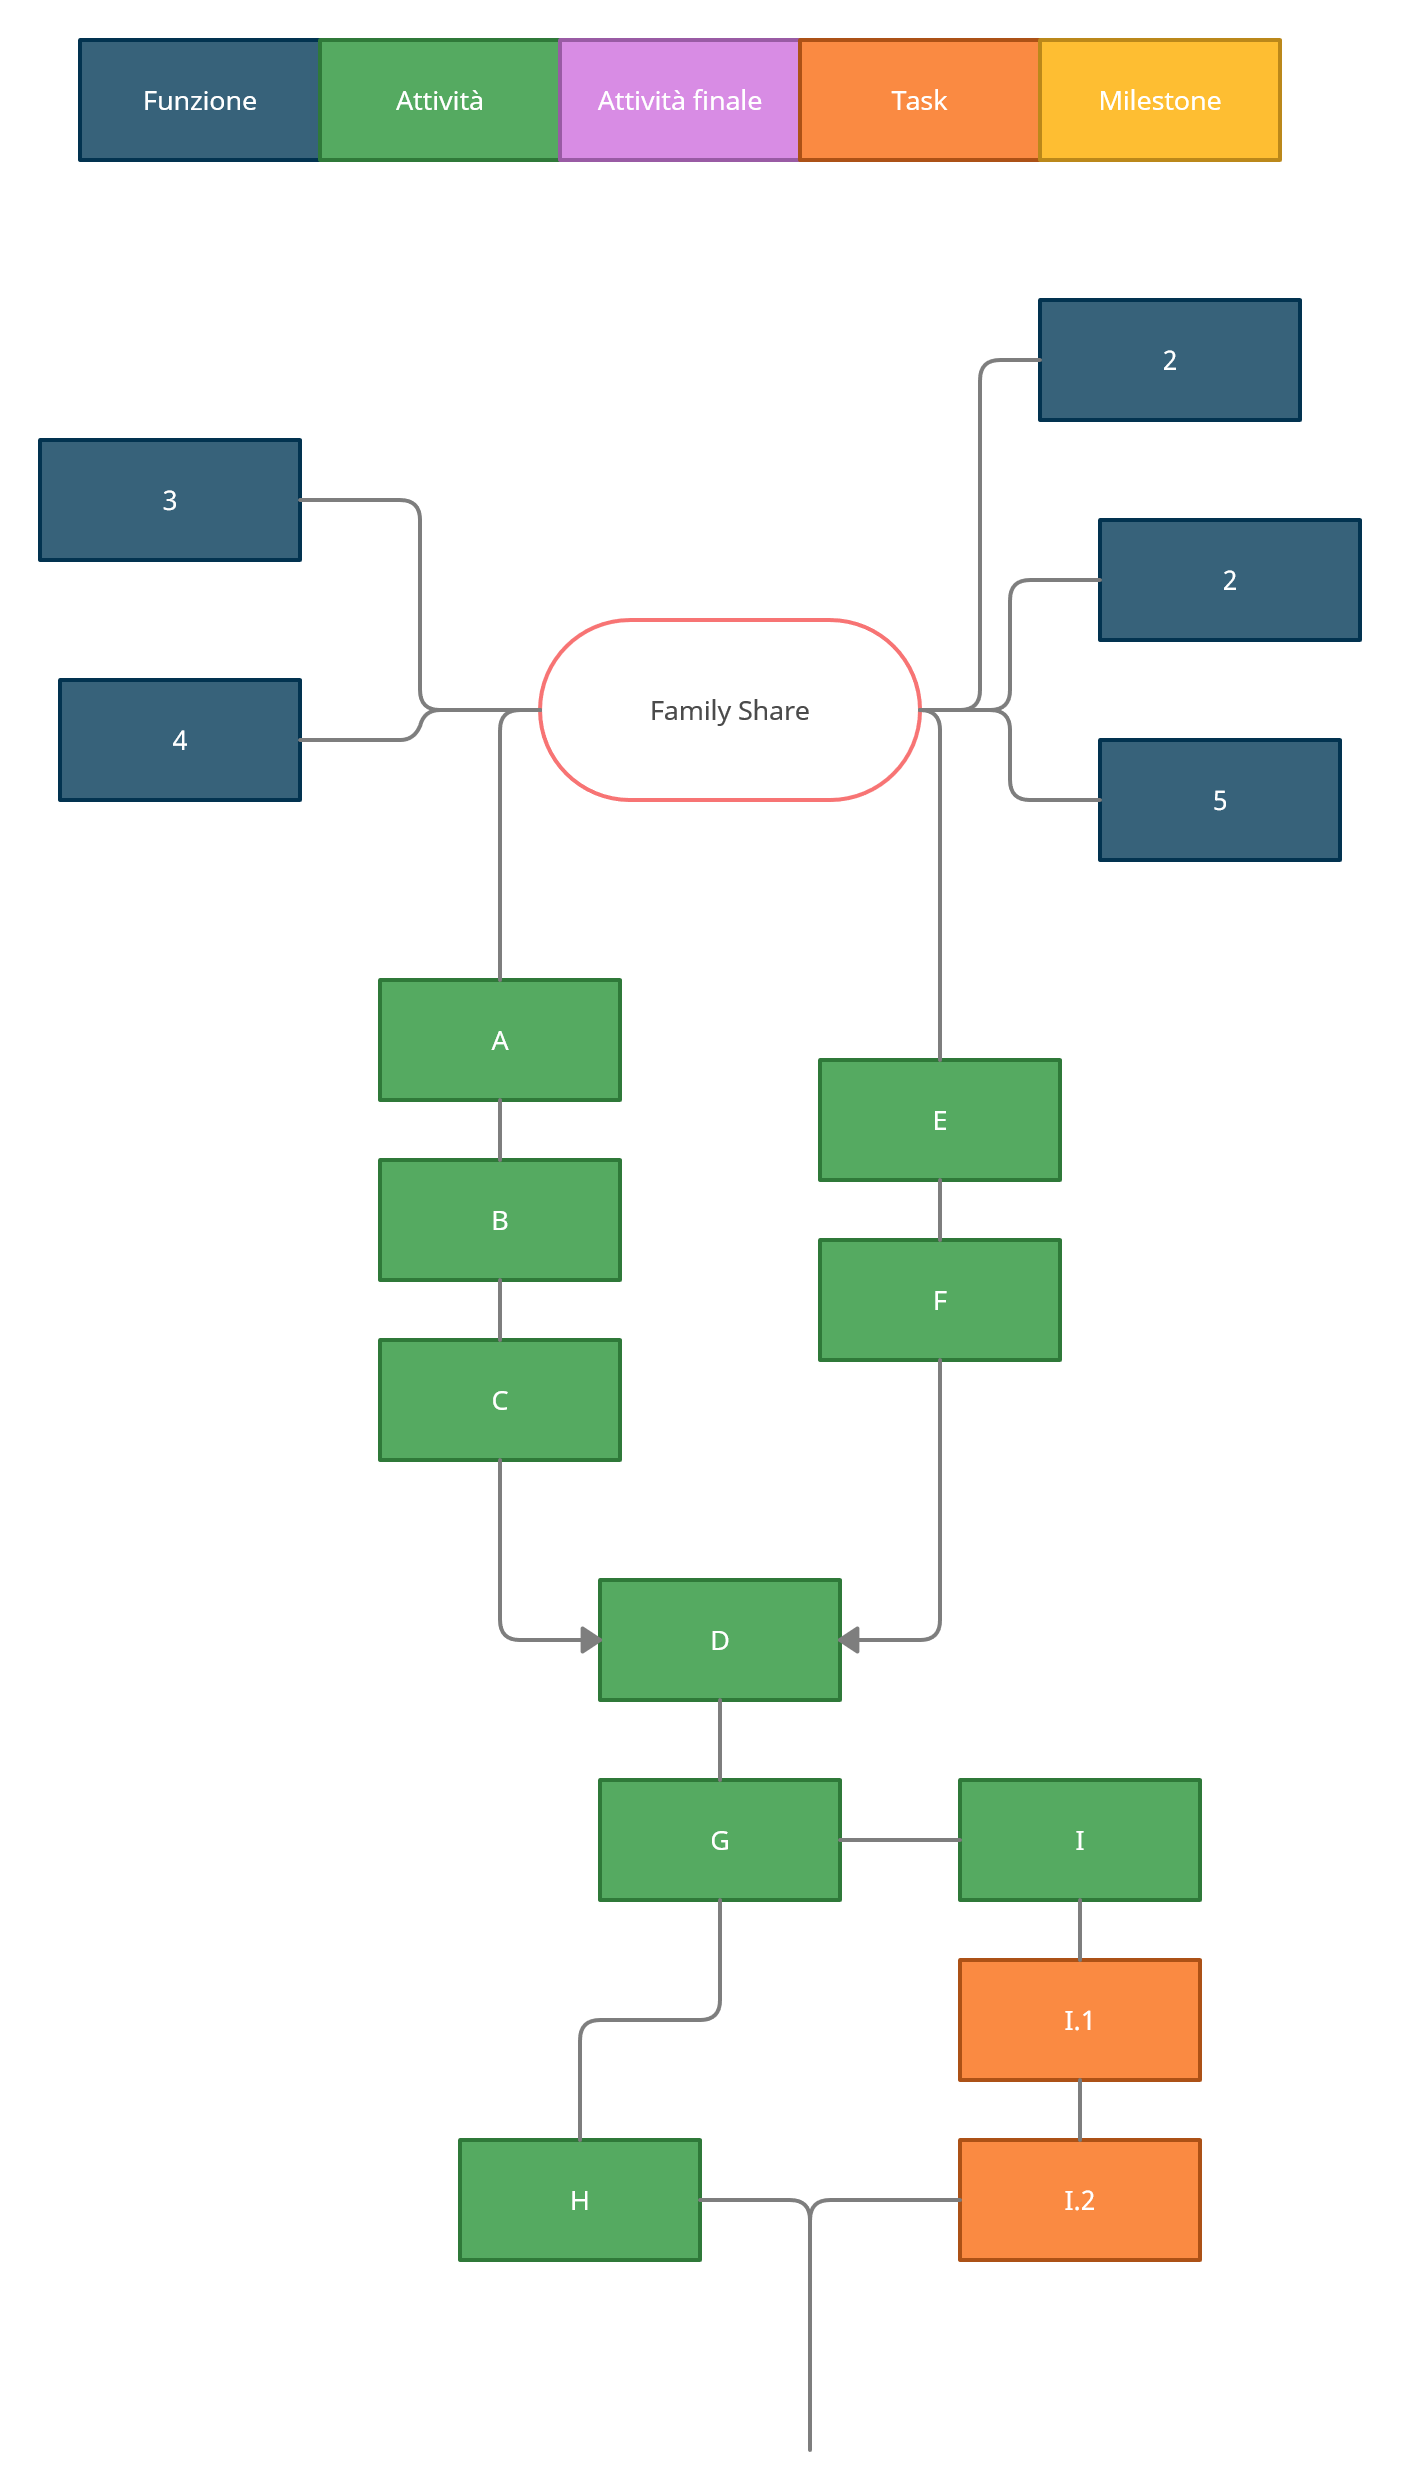 Funzione
Attività
Attività finale
Task
Milestone
2
3
2
Family Share
4
5
A
E
B
F
C
D
G
I
I.1
H
I.2